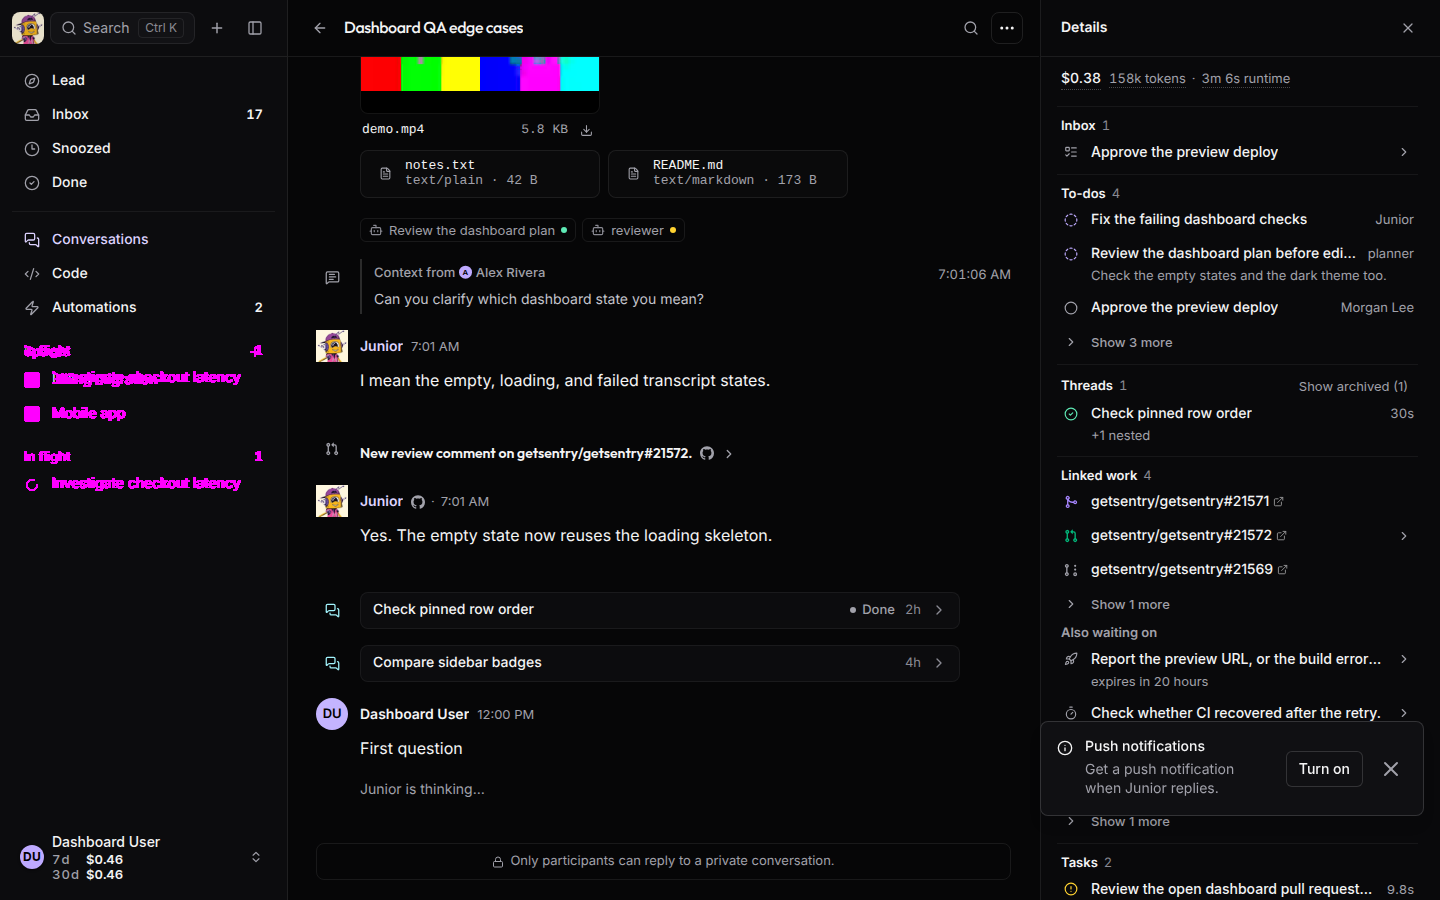 Search Ctrl K
Lead
Inbox 17
Snoozed
Done
Conversations
Code
Automations 2
checkout latency
Mobile app
In flight 1
Investigate checkout latency
Dashboard User
7d $0.46
30d $0.46
DU
Dashboard QA edge cases
demo.mp4 5.8 KB
notes.txt
text/plain · 42 B
README.md
text/markdown · 173 B
Review the dashboard plan
reviewer
Context from A Alex Rivera 7:01:06 AM
Can you clarify which dashboard state you mean?
Junior 7:01 AM
I mean the empty, loading, and failed transcript states.
New review comment on getsentry/getsentry#21572.
Junior · 7:01 AM
Yes. The empty state now reuses the loading skeleton.
Check pinned row order Done 2h
Compare sidebar badges 4h
DU Dashboard User 12:00 PM
First question
Junior is thinking...
Only participants can reply to a private conversation.
Details
$0.38 158k tokens · 3m 6s runtime
Inbox 1
Approve the preview deploy
To-dos 4
Fix the failing dashboard checks Junior
Review the dashboard plan before edi... planner
Check the empty states and the dark theme too.
Approve the preview deploy Morgan Lee
Show 3 more
Threads 1 Show archived (1)
Check pinned row order 30s
+1 nested
Linked work 4
getsentry/getsentry#21571
getsentry/getsentry#21572
getsentry/getsentry#21569
Show 1 more
Also waiting on
Report the preview URL, or the build error...
expires in 20 hours
Check whether CI recovered after the retry.
Push notifications
Get a push notification
when Junior replies.
Turn on
Show 1 more
Tasks 2
Review the open dashboard pull request... 9.8s